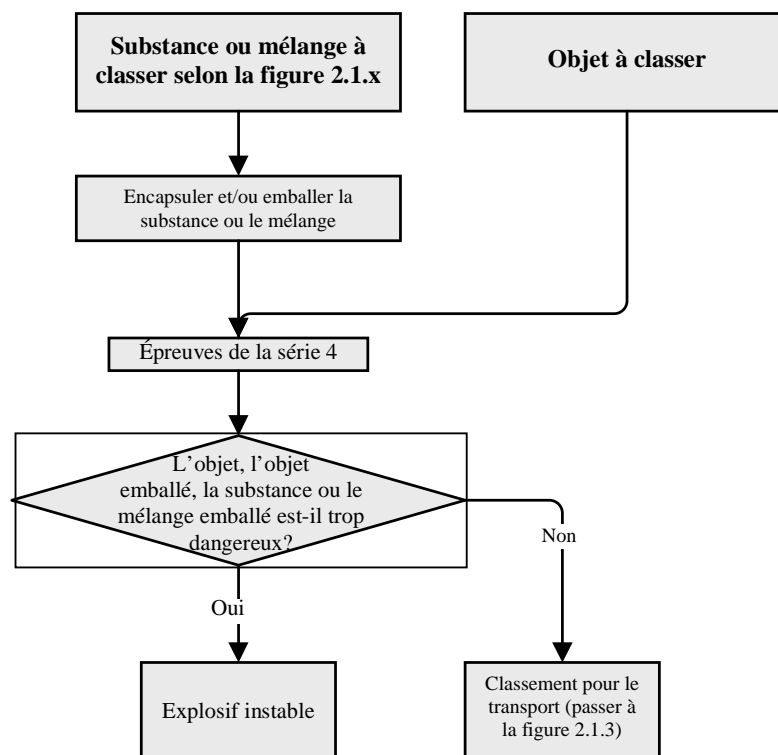 Substance ou mélange à
classer selon la figure 2.1.x
Objet à classer
Encapsuler et/ou emballer la
substance ou le mélange
Épreuves de la série 4
L’objet, l’objet
emballé, la substance ou le
mélange emballé est-il trop
dangereux?
Non
Oui
Explosif instable
Classement pour le
transport (passer à
la figure 2.1.3)